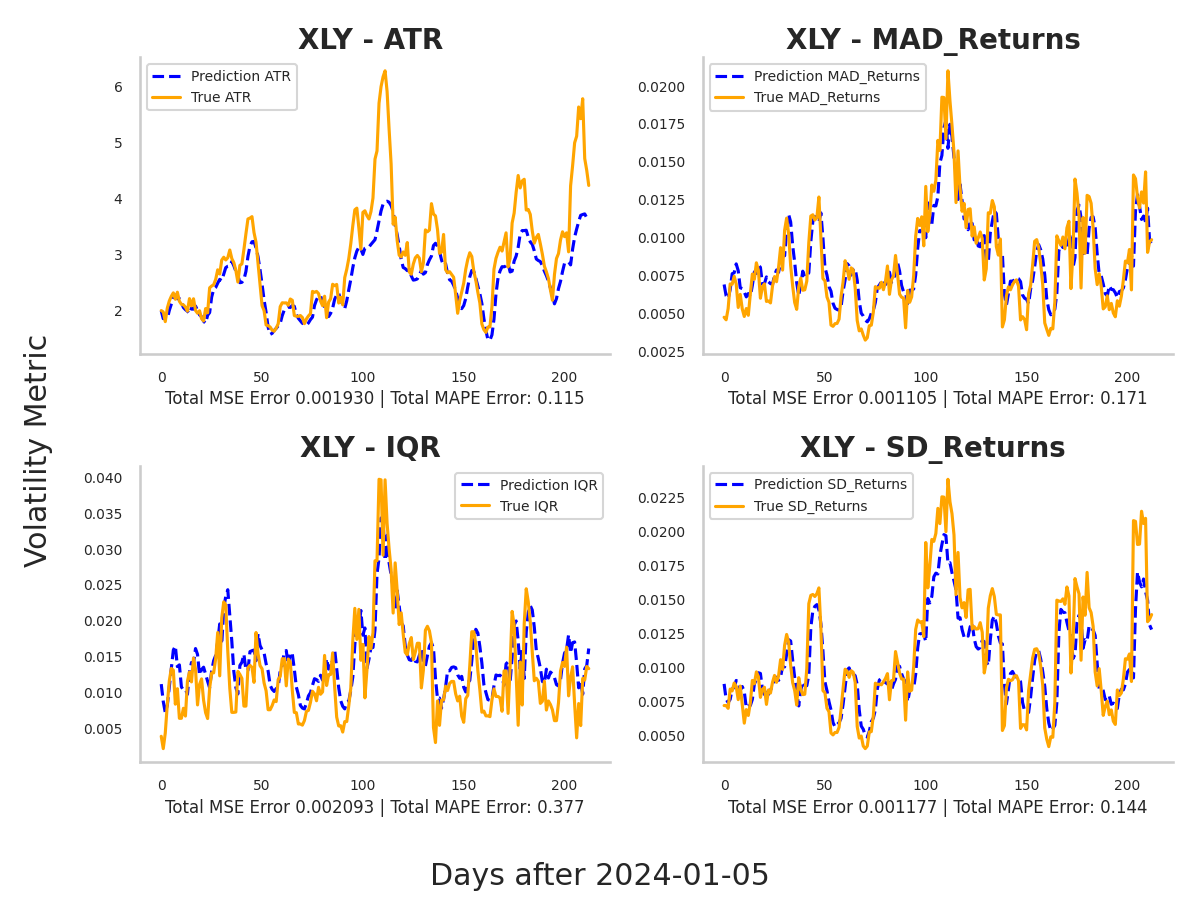 XLY - ATR
Prediction ATR
True ATR
6
5
4
3
2
0 50 100 150 200
Total MSE Error 0.001930 | Total MAPE Error: 0.115
XLY - MAD_Returns
Prediction MAD_Returns
True MAD_Returns
0.0200
0.0175
0.0150
0.0125
0.0100
0.0075
0.0050
0.0025
0 50 100 150 200
Total MSE Error 0.001105 | Total MAPE Error: 0.171
Volatility Metric
XLY - IQR
Prediction IQR
True IQR
0.040
0.035
0.030
0.025
0.020
0.015
0.010
0.005
0 50 100 150 200
Total MSE Error 0.002093 | Total MAPE Error: 0.377
XLY - SD_Returns
Prediction SD_Returns
True SD_Returns
0.0225
0.0200
0.0175
0.0150
0.0125
0.0100
0.0075
0.0050
0 50 100 150 200
Total MSE Error 0.001177 | Total MAPE Error: 0.144
Days after 2024-01-05